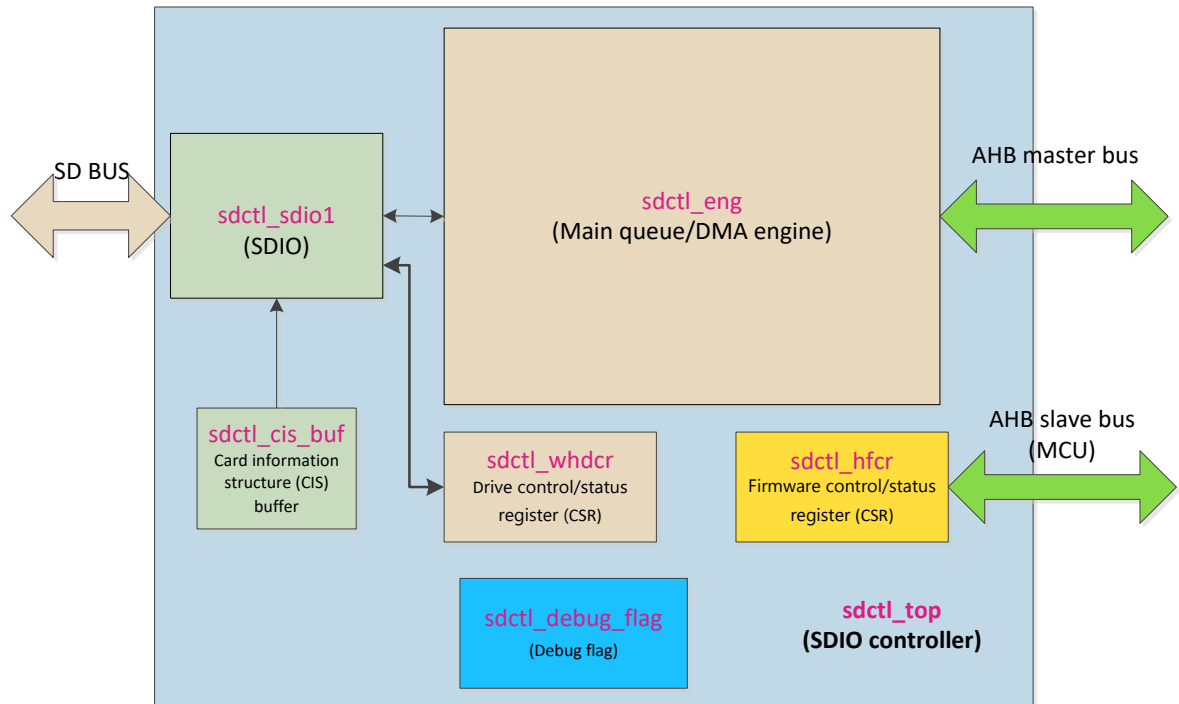 SD BUS
sdctl_sdio1
(SDIO)
sdctl_eng
(Main queue/DMA engine)
AHB master bus
sdctl_cis_buf
Card information
structure (CIS)
buffer
sdctl_whdcr
Drive control/status
register (CSR)
sdctl_hfcr
Firmware control/status
register (CSR)
AHB slave bus
(MCU)
sdctl_debug_flag
(Debug flag)
sdctl_top
(SDIO controller)